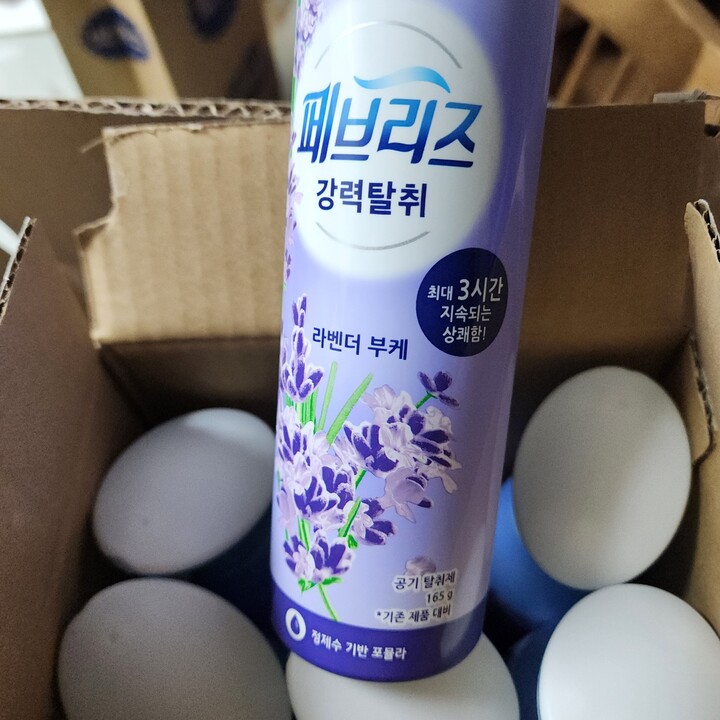 페브리즈
강력탈취
최대 3시간
지속되는
상쾌함!
라벤더 부케
공기 탈취제
165 g
*기존 제품 대비
정제수 기반 포뮬라